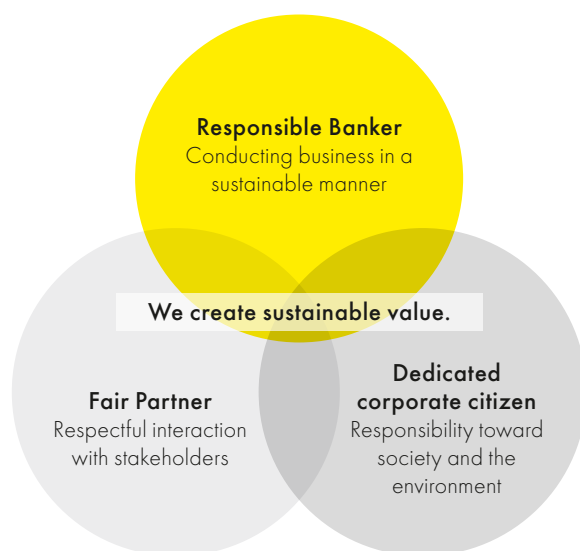 Responsible Banker
Conducting business in a
sustainable manner
We create sustainable value.
Fair Partner
Respectful interaction
with stakeholders
Dedicated
corporate citizen
Responsibility toward
society and the
environment